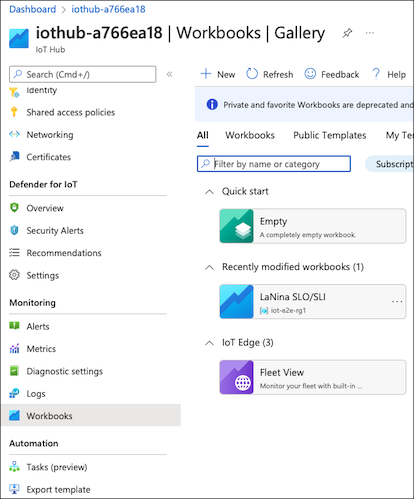 Dashboard > iothub-a766ea18
iothub-a766ea18 | Workbooks | Gallery
IoT Hub
Search (Cmd+/)
Identity
Shared access policies
Networking
Certificates
Defender for IoT
Overview
Security Alerts
Recommendations
Settings
Monitoring
Alerts
Metrics
Diagnostic settings
Logs
Workbooks
Automation
Tasks (preview)
Export template
New Refresh Feedback ? Help
Private and favorite Workbooks are deprecated and
All Workbooks Public Templates My Te
Filter by name or category
Subscript
Quick start
Empty
A completely empty workbook.
Recently modified workbooks (1)
LaNina SLO/SLI
iot-e2e-rg1
IoT Edge (3)
Fleet View
Monitor your fleet with built-in ...